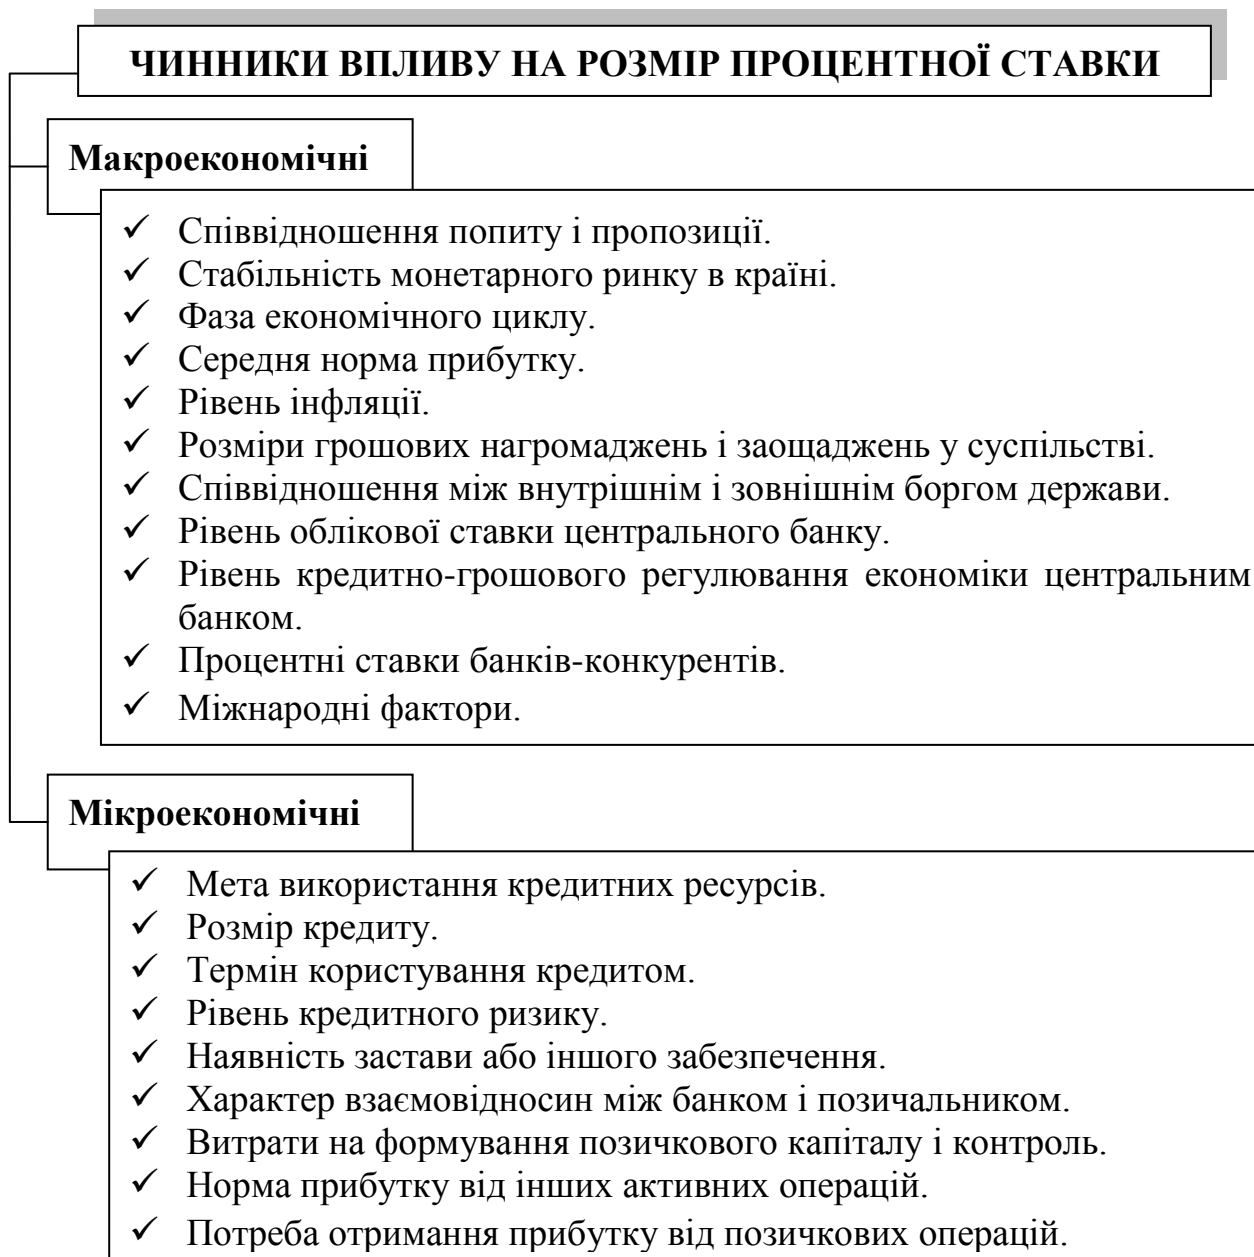 ЧИННИКИ ВПЛИВУ НА РОЗМІР ПРОЦЕНТНОЇ СТАВКИ
Макроекономічні
✓ Співвідношення попиту і пропозиції.
✓ Стабільність монетарного ринку в країні.
✓ Фаза економічного циклу.
✓ Середня норма прибутку.
✓ Рівень інфляції.
✓ Розміри грошових нагромаджень і заощаджень у суспільстві.
✓ Співвідношення між внутрішнім і зовнішнім боргом держави.
✓ Рівень облікової ставки центрального банку.
✓ Рівень кредитно-грошового регулювання економіки центральним
банком.
✓ Процентні ставки банків-конкурентів.
✓ Міжнародні фактори.
Мікроекономічні
✓ Мета використання кредитних ресурсів.
✓ Розмір кредиту.
✓ Термін користування кредитом.
✓ Рівень кредитного ризику.
✓ Наявність застави або іншого забезпечення.
✓ Характер взаємовідносин між банком і позичальником.
✓ Витрати на формування позичкового капіталу і контроль.
✓ Норма прибутку від інших активних операцій.
✓ Потреба отримання прибутку від позичкових операцій.